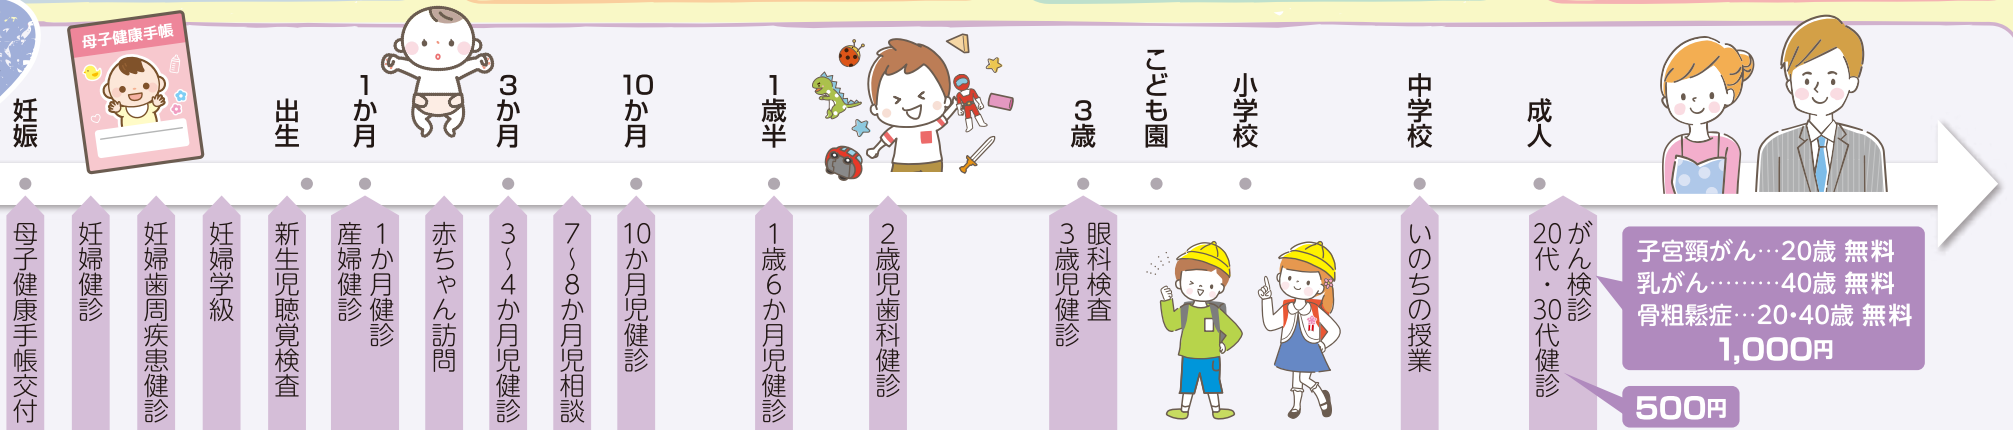 母子健康手帳
妊娠
出生
1か月
3か月
10か月
1歳半
3歳
こども園
小学校
中学校
成人
母子健康手帳交付
妊婦健診
妊婦歯周疾患健診
妊婦学級
新生児聴覚検査
1か月健診
産婦健診
赤ちゃん訪問
3～4か月児健診
7～8か月児相談
10か月児健診
1歳6か月児健診
2歳児歯科健診
眼科検査
3歳児健診
いのちの授業
がん検診
20代・30代健診
子宮頸がん…20歳 無料
乳がん………40歳 無料
骨粗鬆症…20・40歳 無料
1,000円
500円